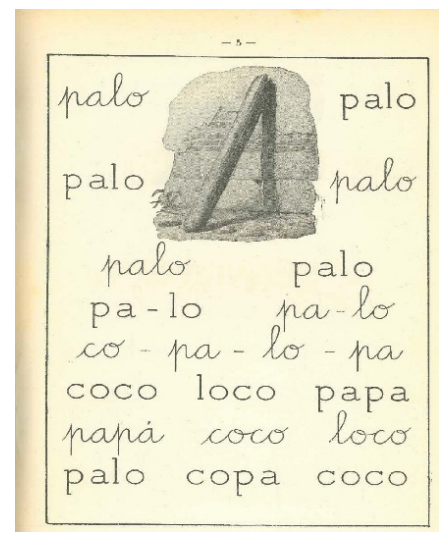 — 5 —
palo palo
palo palo
palo palo
pa-lo pa-lo
co - pa - lo - pa
coco loco papa
papá coco loco
palo copa coco